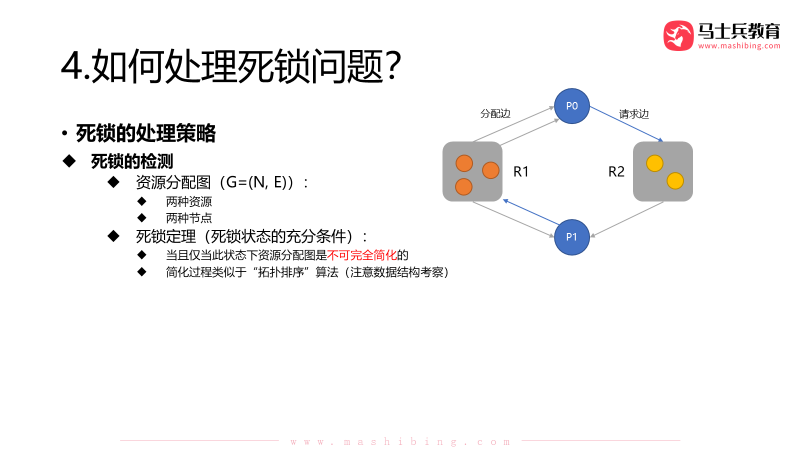 马士兵教育
www.mashibing.com
4.如何处理死锁问题？
• 死锁的处理策略
◆ 死锁的检测
◆ 资源分配图（G=(N, E)）：
◆ 两种资源
◆ 两种节点
◆ 死锁定理（死锁状态的充分条件）：
◆ 当且仅当此状态下资源分配图是不可完全简化的
◆ 简化过程类似于“拓扑排序”算法（注意数据结构考察）
P0
分配边
请求边
R1
R2
P1
www.mashibing.com